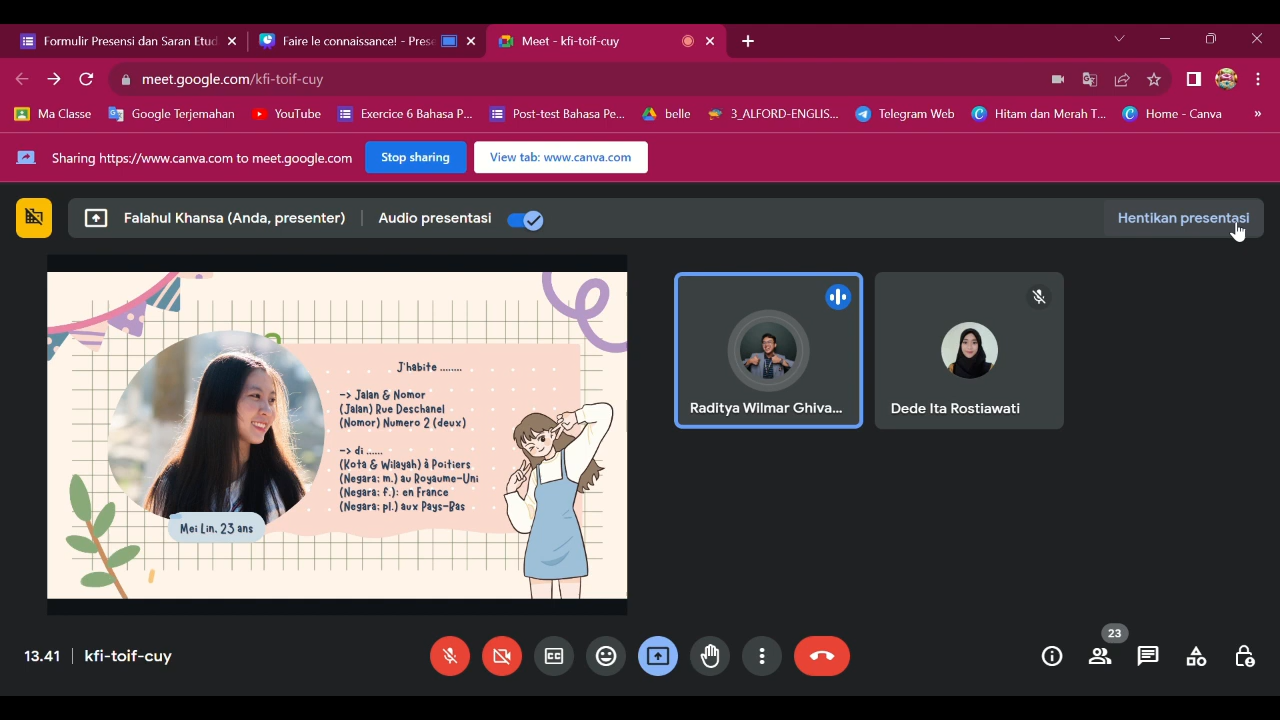 Formulir Presensi dan Saran Etud
Faire le connaissance! - Prese
Meet - kfi-toif-cuy
meet.google.com/kfi-toif-cuy
Ma Classe
Google Terjemahan
YouTube
Exercice 6 Bahasa P...
Post-test Bahasa Pe...
belle
3_ALFORD-ENGLIS...
Telegram Web
Hitam dan Merah T...
Home - Canva
»
Sharing https://www.canva.com to meet.google.com
Stop sharing
View tab: www.canva.com
Falahul Khansa (Anda, presenter)
Audio presentasi
Hentikan presentasi
J'habite ........
-> Jalan & Nomor
(Jalan) Rue Deschanel
(Nomor) Numero 2 (deux)
-> di ......
(Kota & Wilayah) à Poitiers
(Negara: m.) au Royaume-Uni
(Negara: f.): en France
(Negara: pl.) aux Pays-Bas
Mei Lin. 23 ans
Raditya Wilmar Ghiva...
Dede Ita Rostiawati
13.41
kfi-toif-cuy
CC
23